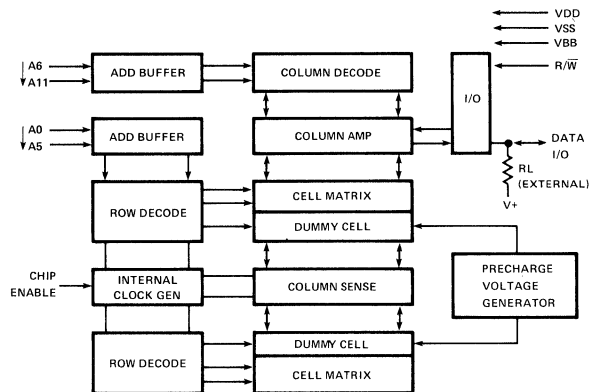 VDD
VSS
VBB
R/W̅
A6
A11
ADD BUFFER
COLUMN DECODE
I/O
A0
A5
ADD BUFFER
COLUMN AMP
DATA
I/O
RL
(EXTERNAL)
V+
ROW DECODE
CELL MATRIX
DUMMY CELL
CHIP
ENABLE
INTERNAL
CLOCK GEN
COLUMN SENSE
PRECHARGE
VOLTAGE
GENERATOR
ROW DECODE
DUMMY CELL
CELL MATRIX